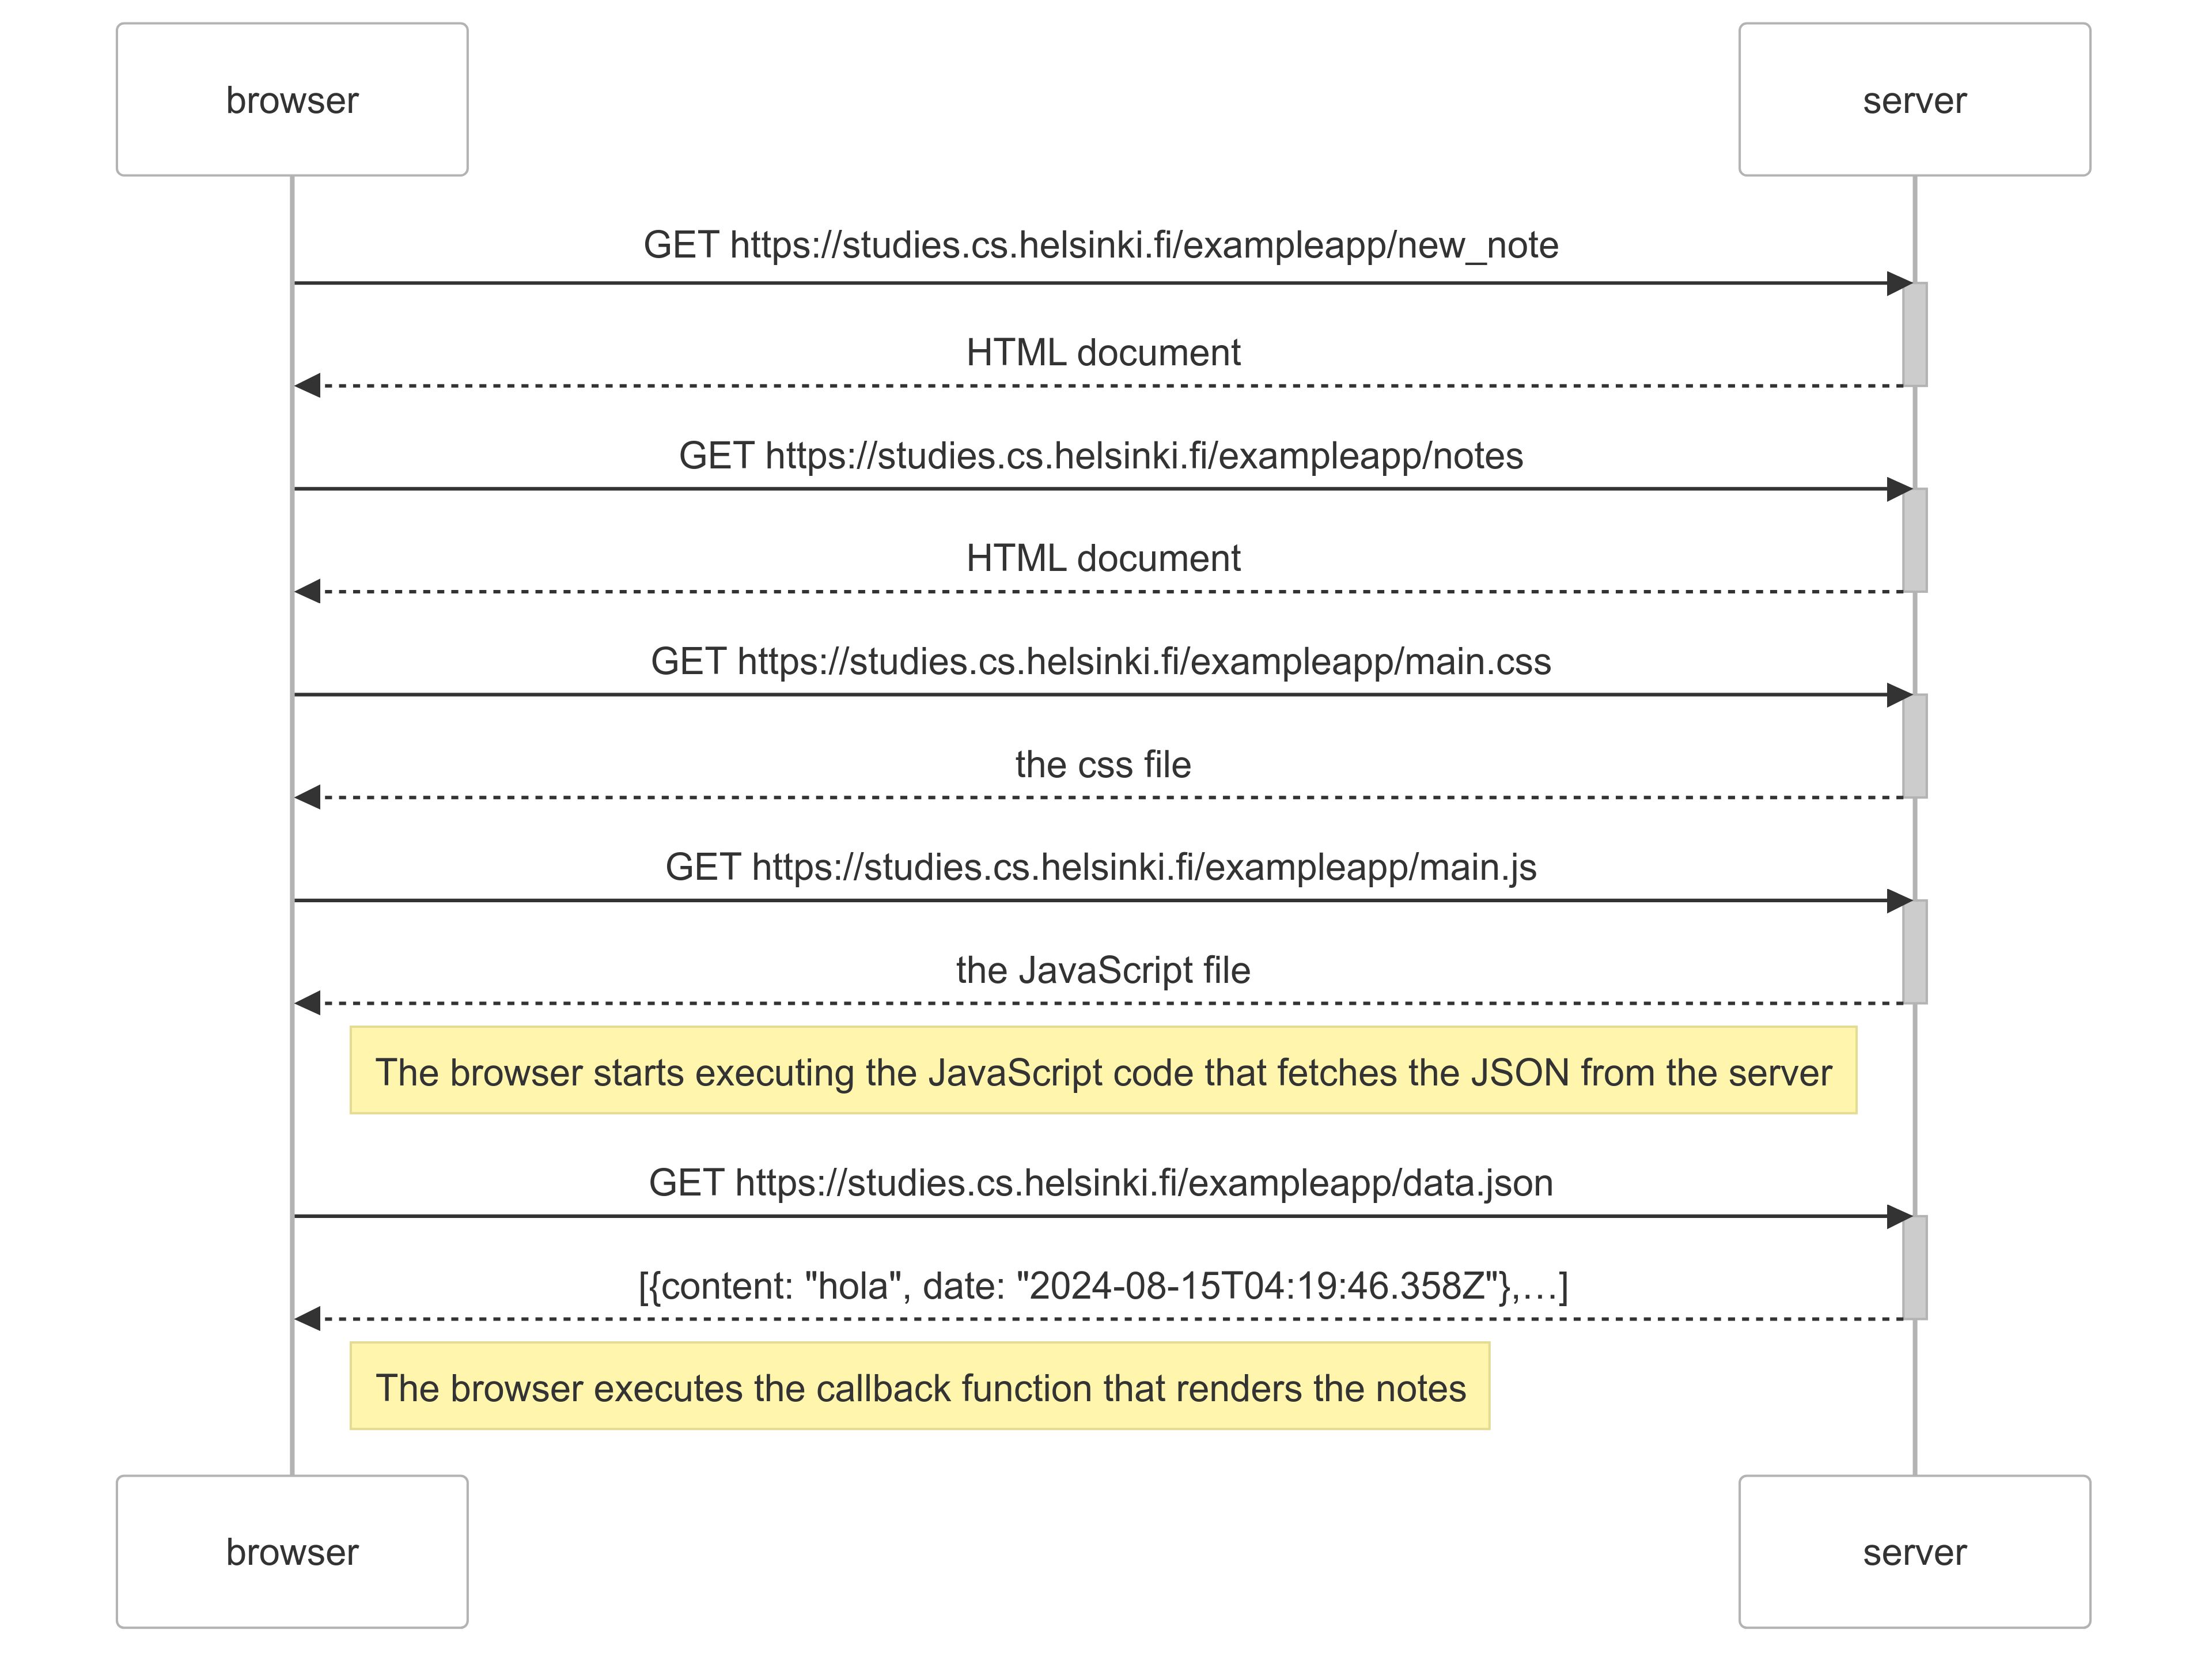 browser
server
GET https://studies.cs.helsinki.fi/exampleapp/new_note
HTML document
GET https://studies.cs.helsinki.fi/exampleapp/notes
HTML document
GET https://studies.cs.helsinki.fi/exampleapp/main.css
the css file
GET https://studies.cs.helsinki.fi/exampleapp/main.js
the JavaScript file
The browser starts executing the JavaScript code that fetches the JSON from the server
GET https://studies.cs.helsinki.fi/exampleapp/data.json
[{content: "hola", date: "2024-08-15T04:19:46.358Z"},…]
The browser executes the callback function that renders the notes
browser
server